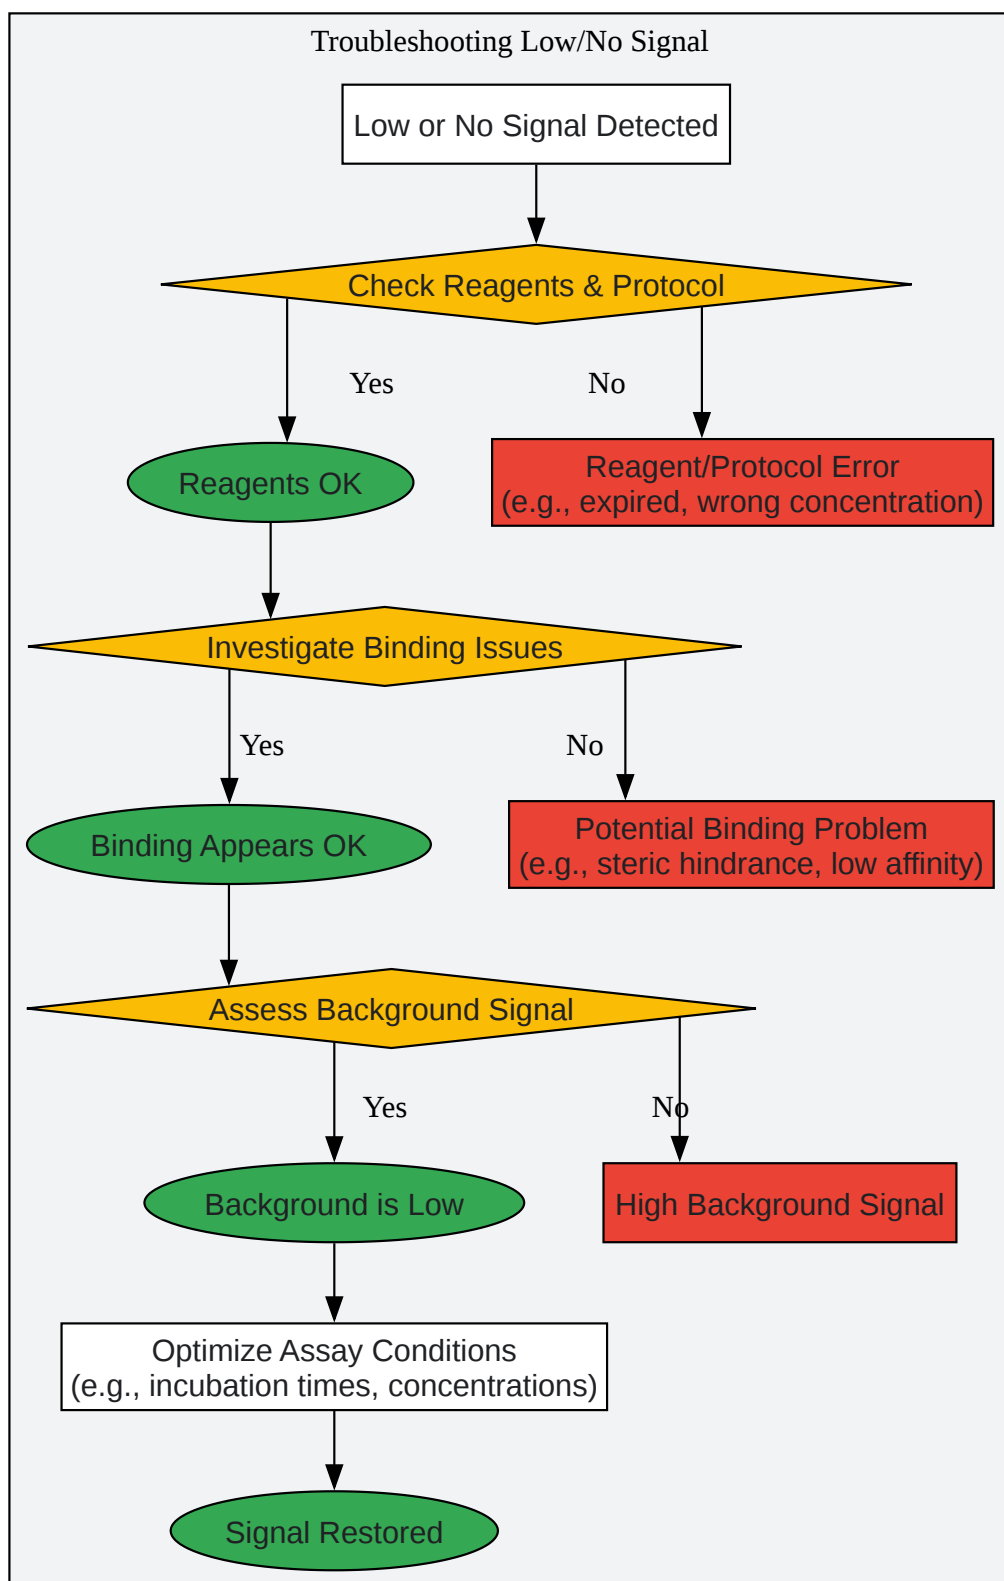 Troubleshooting Low/No Signal
Low or No Signal Detected
Check Reagents & Protocol
Yes
No
Reagents OK
Reagent/Protocol Error
(e.g., expired, wrong concentration)
Investigate Binding Issues
Yes
No
Binding Appears OK
Potential Binding Problem
(e.g., steric hindrance, low affinity)
Assess Background Signal
Yes
No
Background is Low
High Background Signal
Optimize Assay Conditions
(e.g., incubation times, concentrations)
Signal Restored